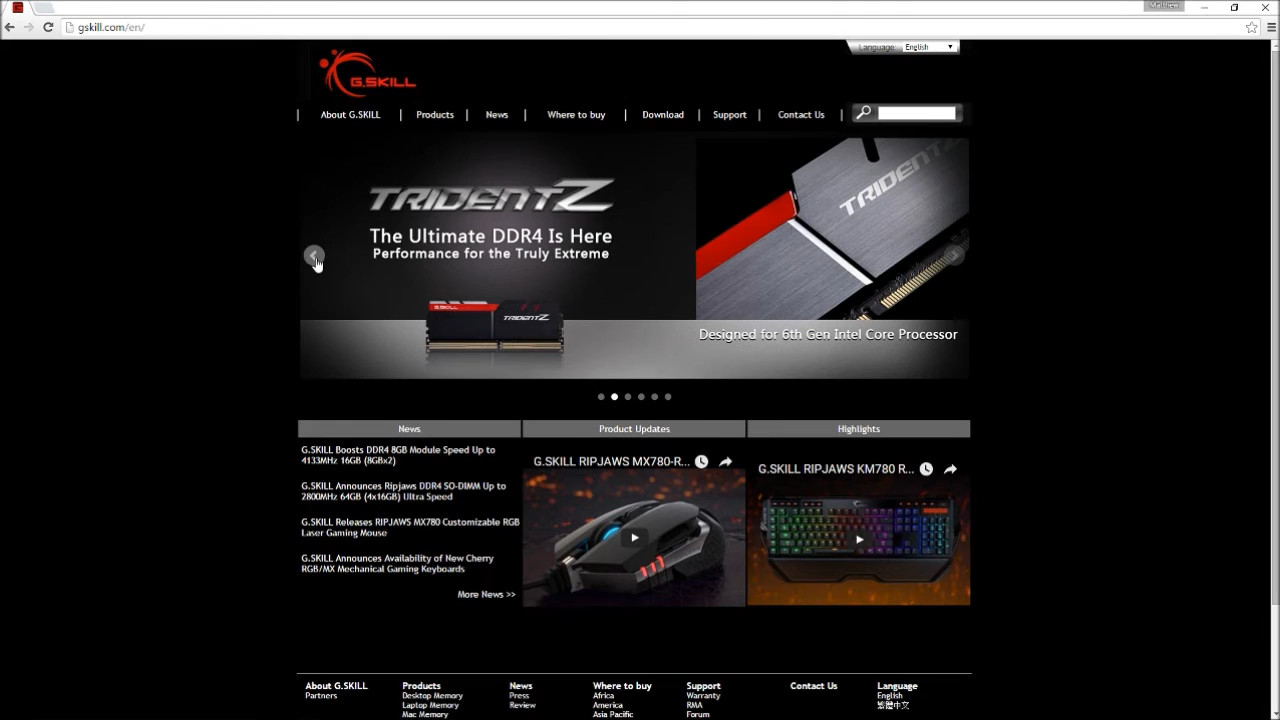 Matthew
gskill.com/en/
Language: English
G.SKILL
About G.SKILL
Products
News
Where to buy
Download
Support
Contact Us
TRIDENT Z
The Ultimate DDR4 Is Here
Performance for the Truly Extreme
TRIDENT
G.SKILL
TRIDENT Z
Designed for 6th Gen Intel Core Processor
News
Product Updates
Highlights
G.SKILL Boosts DDR4 8GB Module Speed Up to
4133MHz 16GB (8GBx2)
G.SKILL Announces Ripjaws DDR4 SO-DIMM Up to
2800MHz 64GB (4x16GB) Ultra Speed
G.SKILL Releases RIPJAWS MX780 Customizable RGB
Laser Gaming Mouse
G.SKILL Announces Availability of New Cherry
RGB/MX Mechanical Gaming Keyboards
More News >>
G.SKILL RIPJAWS MX780-R...
G.SKILL RIPJAWS KM780 R...
About G.SKILL
Partners
Products
Desktop Memory
Laptop Memory
Mac Memory
News
Press
Review
Where to buy
Africa
America
Asia Pacific
Support
Warranty
RMA
Forum
Contact Us
Language
English
繁體中文